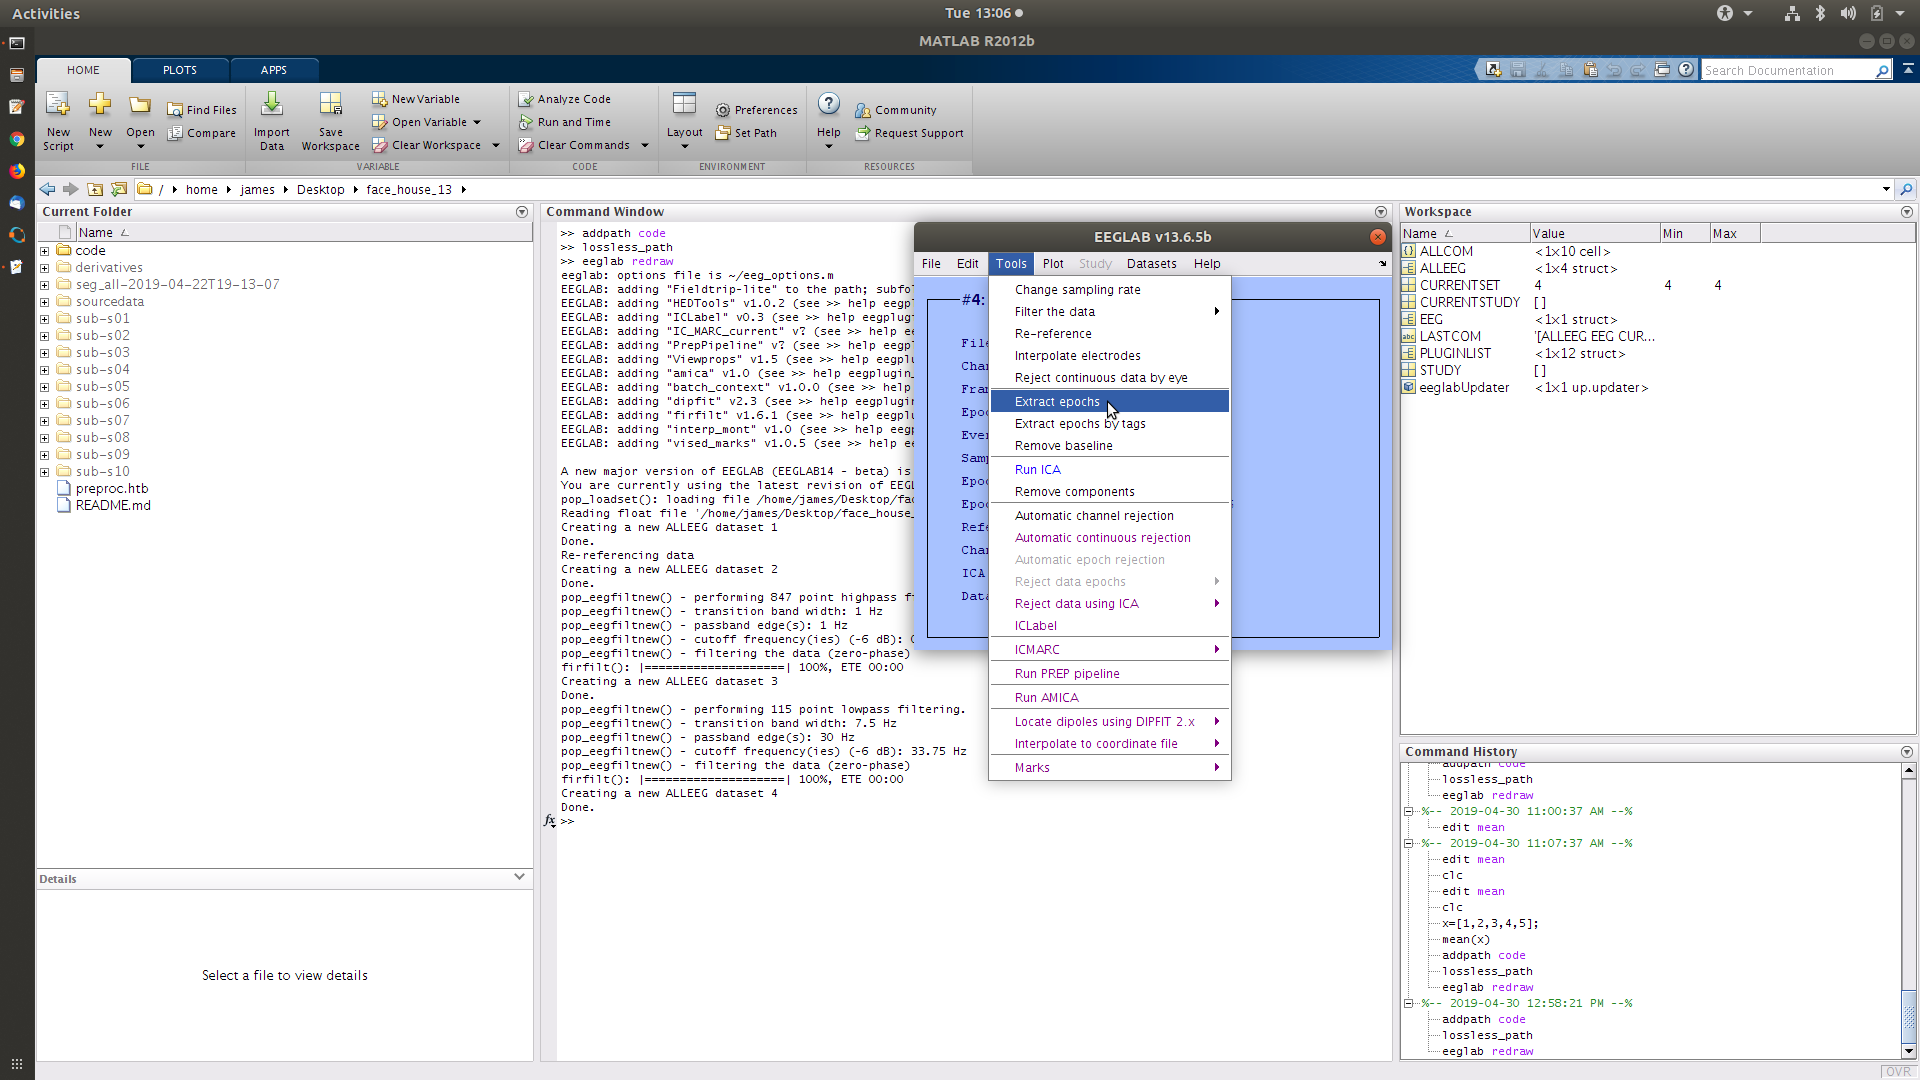 Activities
Tue 13:06
MATLAB R2012b
HOME
PLOTS
APPS
Search Documentation
New Script
New
Open
Find Files
Compare
FILE
Import Data
Save Workspace
New Variable
Open Variable
Clear Workspace
VARIABLE
Analyze Code
Run and Time
Clear Commands
CODE
Layout
Preferences
Set Path
ENVIRONMENT
Help
Community
Request Support
RESOURCES
/ home james Desktop face_house_13
Current Folder
Name
code
derivatives
seg_all-2019-04-22T19-13-07
sourcedata
sub-s01
sub-s02
sub-s03
sub-s04
sub-s05
sub-s06
sub-s07
sub-s08
sub-s09
sub-s10
preproc.htb
README.md
Details
Select a file to view details
Command Window
>> addpath code
>> lossless_path
>> eeglab redraw
eeglab: options file is ~/eeg_options.m
EEGLAB: adding "Fieldtrip-lite" to the path; subfol
EEGLAB: adding "HEDTools" v1.0.2 (see >> help eegpl
EEGLAB: adding "ICLabel" v0.3 (see >> help eegplugi
EEGLAB: adding "IC_MARC_current" v? (see >> help ee
EEGLAB: adding "PrepPipeline" v? (see >> help eegpl
EEGLAB: adding "Viewprops" v1.5 (see >> help eegplu
EEGLAB: adding "amica" v1.0 (see >> help eegplugin_
EEGLAB: adding "batch_context" v1.0.0 (see >> help
EEGLAB: adding "dipfit" v2.3 (see >> help eegplugin
EEGLAB: adding "firfilt" v1.6.1 (see >> help eegplu
EEGLAB: adding "interp_mont" v1.0 (see >> help eegp
EEGLAB: adding "vised_marks" v1.0.5 (see >> help ee
A new major version of EEGLAB (EEGLAB14 - beta) is
You are currently using the latest revision of EEGL
pop_loadset(): loading file /home/james/Desktop/fac
Reading float file '/home/james/Desktop/face_house_
Creating a new ALLEEG dataset 1
Done.
Re-referencing data
Creating a new ALLEEG dataset 2
Done.
pop_eegfiltnew() - performing 847 point highpass fi
pop_eegfiltnew() - transition band width: 1 Hz
pop_eegfiltnew() - passband edge(s): 1 Hz
pop_eegfiltnew() - cutoff frequency(ies) (-6 dB): 0
pop_eegfiltnew() - filtering the data (zero-phase)
firfilt(): |====================| 100%, ETE 00:00
Creating a new ALLEEG dataset 3
Done.
pop_eegfiltnew() - performing 115 point lowpass filtering.
pop_eegfiltnew() - transition band width: 7.5 Hz
pop_eegfiltnew() - passband edge(s): 30 Hz
pop_eegfiltnew() - cutoff frequency(ies) (-6 dB): 33.75 Hz
pop_eegfiltnew() - filtering the data (zero-phase)
firfilt(): |====================| 100%, ETE 00:00
Creating a new ALLEEG dataset 4
Done.
fx >>
EEGLAB v13.6.5b
File Edit Tools Plot Study Datasets Help
#4:
File
Chan
Fram
Epoc
Even
Samp
Epoc
Epoc
Refe
Chan
ICA
Data
Change sampling rate
Filter the data
Re-reference
Interpolate electrodes
Reject continuous data by eye
Extract epochs
Extract epochs by tags
Remove baseline
Run ICA
Remove components
Automatic channel rejection
Automatic continuous rejection
Automatic epoch rejection
Reject data epochs
Reject data using ICA
ICLabel
ICMARC
Run PREP pipeline
Run AMICA
Locate dipoles using DIPFIT 2.x
Interpolate to coordinate file
Marks
Workspace
Name Value Min Max
ALLCOM <1x10 cell>
ALLEEG <1x4 struct>
CURRENTSET 4 4 4
CURRENTSTUDY []
EEG <1x1 struct>
LASTCOM '[ALLEEG EEG CUR...
PLUGINLIST <1x12 struct>
STUDY []
eeglabUpdater <1x1 up.updater>
Command History
addpath code
lossless_path
eeglab redraw
%-- 2019-04-30 11:00:37 AM --%
edit mean
%-- 2019-04-30 11:07:37 AM --%
edit mean
clc
edit mean
clc
x=[1,2,3,4,5];
mean(x)
addpath code
lossless_path
eeglab redraw
%-- 2019-04-30 12:58:21 PM --%
addpath code
lossless_path
eeglab redraw
OVR